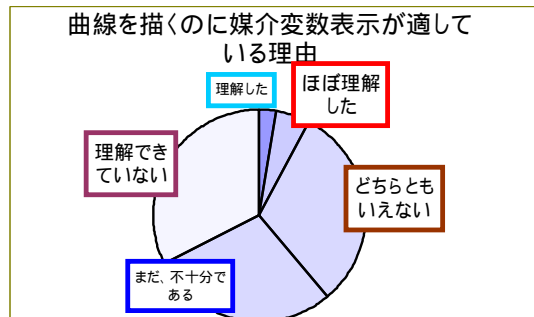 曲線を描くのに媒介変数表示が適して
いる理由
理解した
ほぼ理解
した
理解でき
ていない
どちらとも
いえない
まだ、不十分で
ある